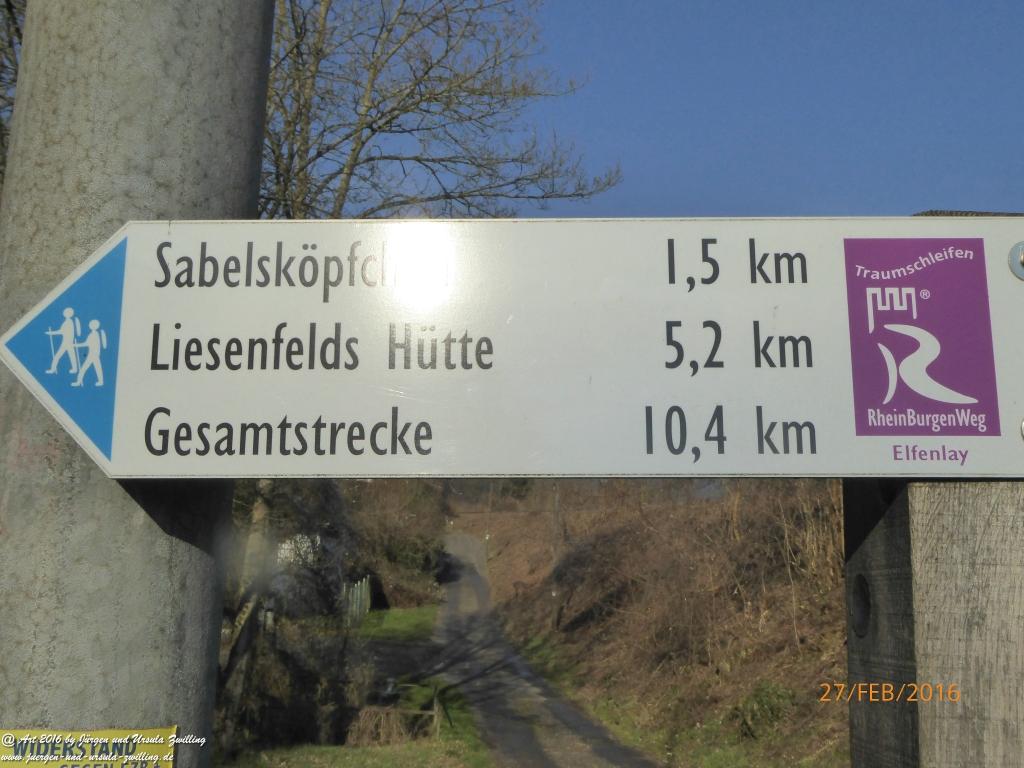 Sabelsköpfc
1,5 km
Liesenfelds Hütte
5,2 km
Gesamtstrecke
10,4 km
Traumschleifen
®
RheinBurgenWeg
Elfenlay
27/FEB/2016
WIDERSTAND
@ Art 2016 by Jürgen und Ursula Zwilling
www.juergen-und-ursula-zwilling.de